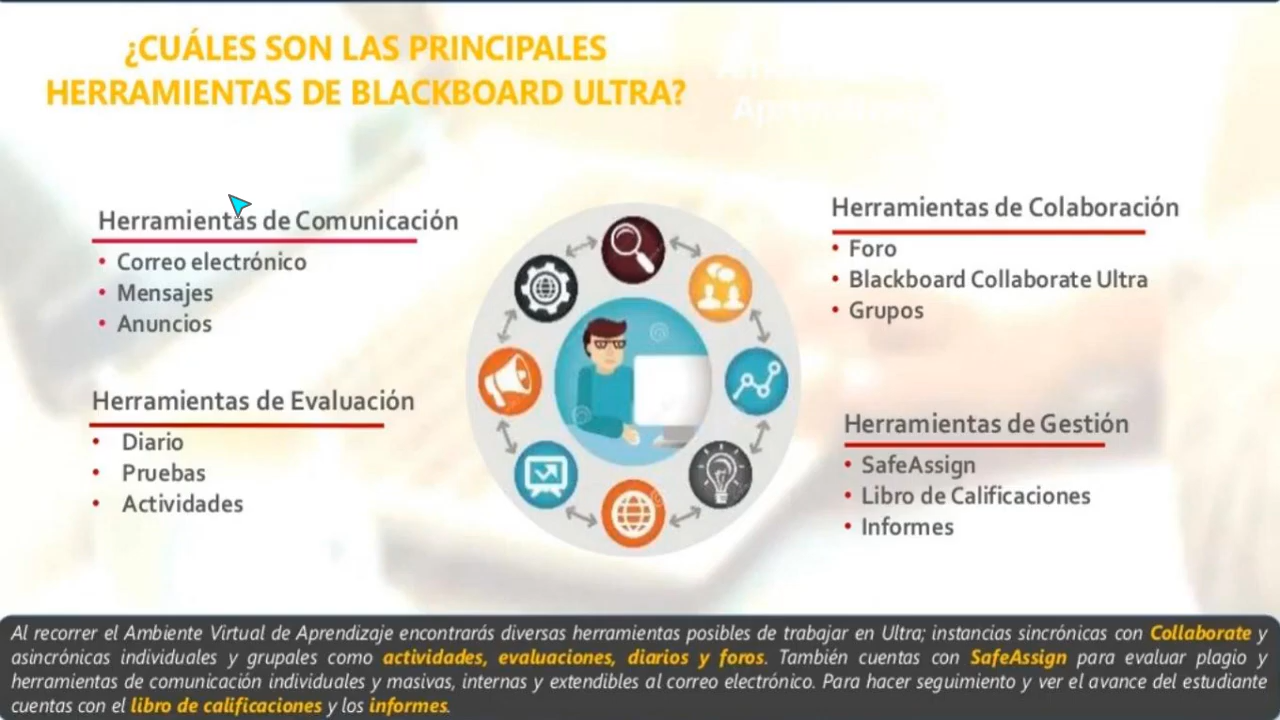 ¿CUÁLES SON LAS PRINCIPALES
HERRAMIENTAS DE BLACKBOARD ULTRA?
Herramientas de Comunicación
• Correo electrónico
• Mensajes
• Anuncios
Herramientas de Evaluación
• Diario
• Pruebas
• Actividades
Herramientas de Colaboración
• Foro
• Blackboard Collaborate Ultra
• Grupos
Herramientas de Gestión
• SafeAssign
• Libro de Calificaciones
• Informes
Al recorrer el Ambiente Virtual de Aprendizaje encontrarás diversas herramientas posibles de trabajar en Ultra; instancias sincrónicas con Collaborate y
asincrónicas individuales y grupales como actividades, evaluaciones, diarios y foros. También cuentas con SafeAssign para evaluar plagio y
herramientas de comunicación individuales y masivas, internas y extendibles al correo electrónico. Para hacer seguimiento y ver el avance del estudiante
cuentas con el libro de calificaciones y los informes.